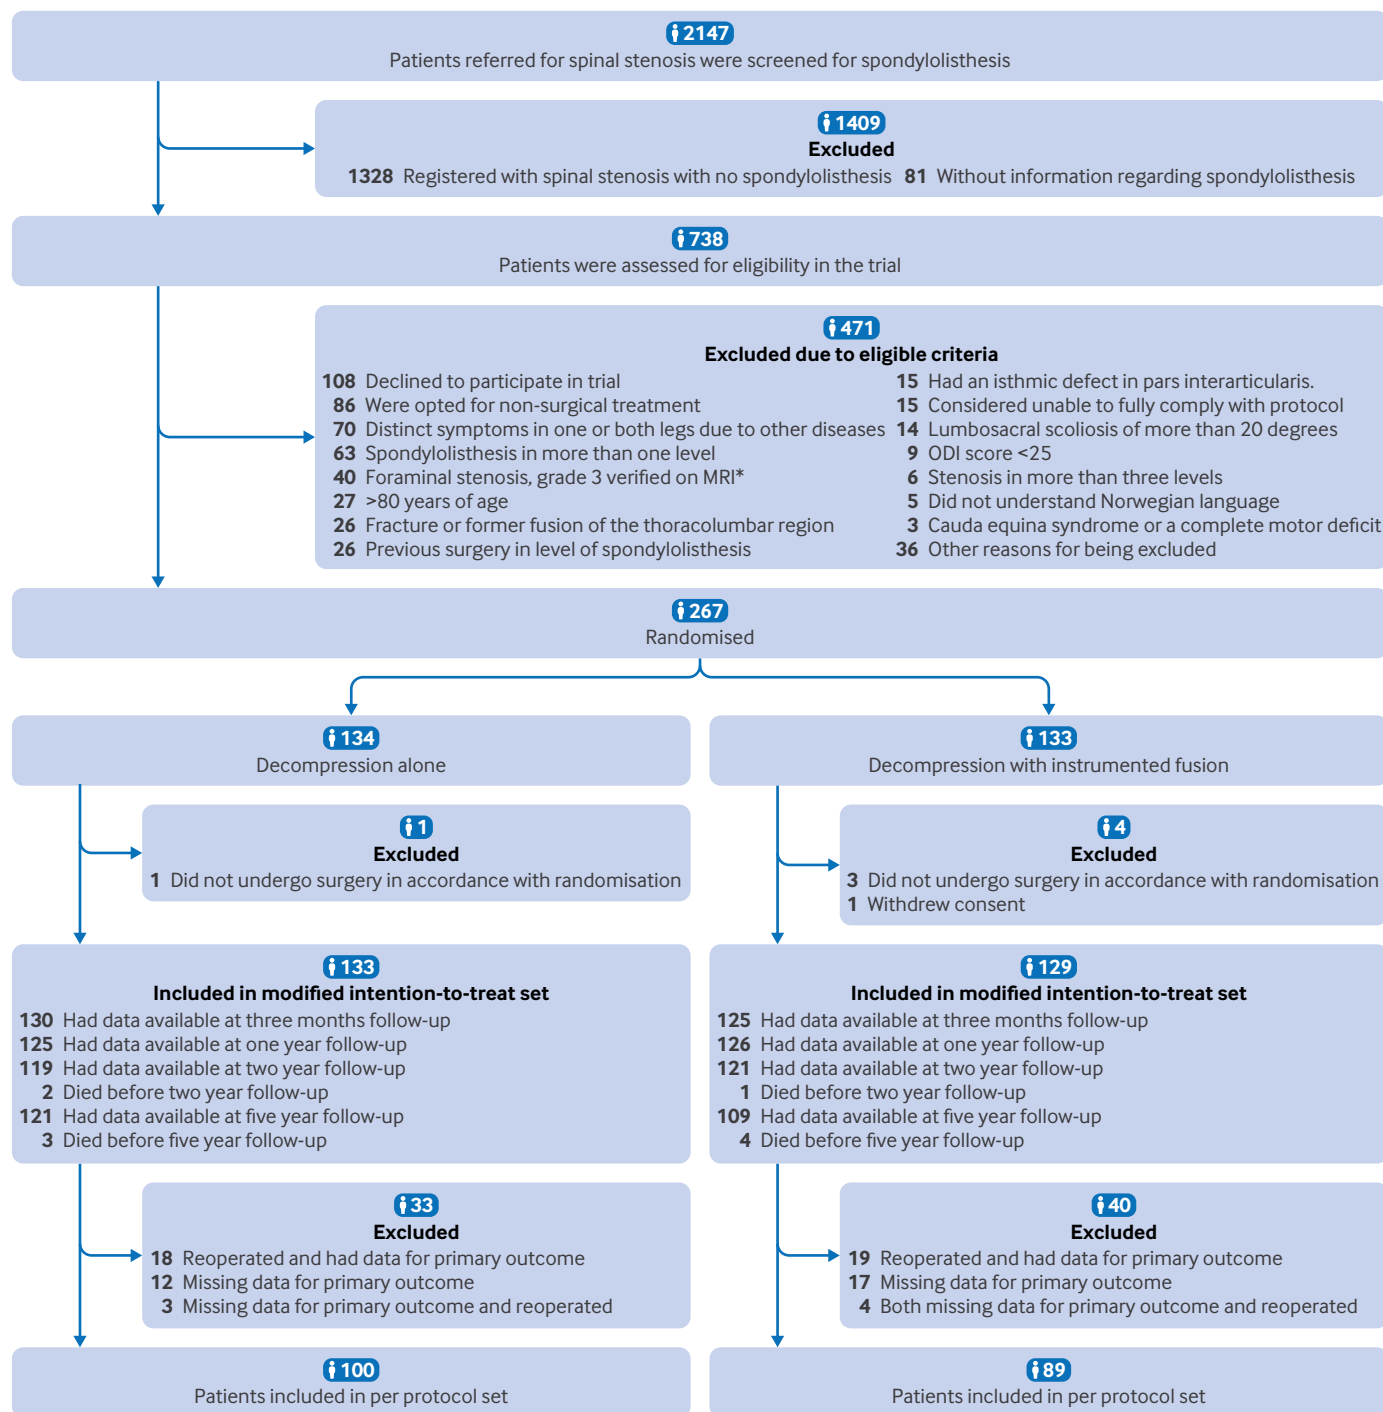 2147
Patients referred for spinal stenosis were screened for spondylolisthesis
1409
Excluded
1328 Registered with spinal stenosis with no spondylolisthesis 81 Without information regarding spondylolisthesis
738
Patients were assessed for eligibility in the trial
471
Excluded due to eligible criteria
108 Declined to participate in trial
86 Were opted for non-surgical treatment
70 Distinct symptoms in one or both legs due to other diseases
63 Spondylolisthesis in more than one level
40 Foraminal stenosis, grade 3 verified on MRI*
27 >80 years of age
26 Fracture or former fusion of the thoracolumbar region
26 Previous surgery in level of spondylolisthesis
15 Had an isthmic defect in pars interarticularis.
15 Considered unable to fully comply with protocol
14 Lumbosacral scoliosis of more than 20 degrees
9 ODI score <25
6 Stenosis in more than three levels
5 Did not understand Norwegian language
3 Cauda equina syndrome or a complete motor deficit
36 Other reasons for being excluded
267
Randomised
134
Decompression alone
1
Excluded
1 Did not undergo surgery in accordance with randomisation
133
Included in modified intention-to-treat set
130 Had data available at three months follow-up
125 Had data available at one year follow-up
119 Had data available at two year follow-up
2 Died before two year follow-up
121 Had data available at five year follow-up
3 Died before five year follow-up
33
Excluded
18 Reoperated and had data for primary outcome
12 Missing data for primary outcome
3 Missing data for primary outcome and reoperated
100
Patients included in per protocol set
133
Decompression with instrumented fusion
4
Excluded
3 Did not undergo surgery in accordance with randomisation
1 Withdrew consent
129
Included in modified intention-to-treat set
125 Had data available at three months follow-up
126 Had data available at one year follow-up
121 Had data available at two year follow-up
1 Died before two year follow-up
109 Had data available at five year follow-up
4 Died before five year follow-up
40
Excluded
19 Reoperated and had data for primary outcome
17 Missing data for primary outcome
4 Both missing data for primary outcome and reoperated
89
Patients included in per protocol set